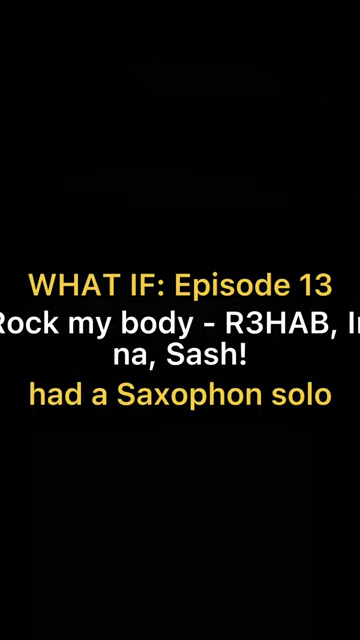 WHAT IF: Episode 13
Rock my body - R3HAB, In
na, Sash!
had a Saxophon solo